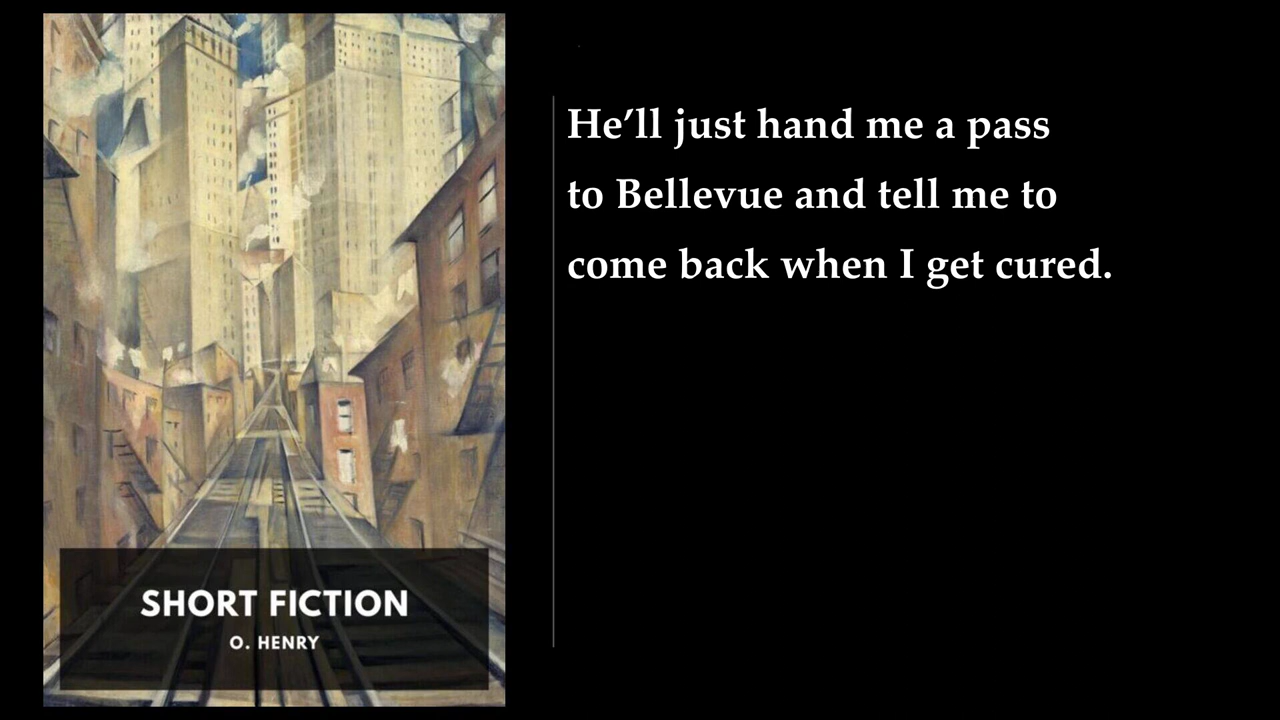 He’ll just hand me a pass
to Bellevue and tell me to
come back when I get cured.
SHORT FICTION
O. HENRY